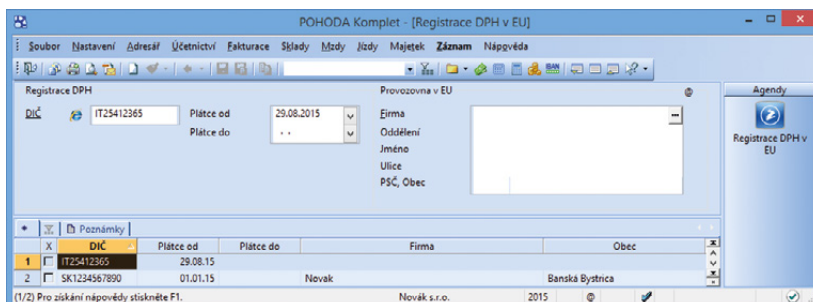 POHODA Komplet - [Registrace DPH v EU]
Soubor Nastavení Adresář Účetnictví Fakturace Sklady Mzdy Jízdy Majetek Záznam Nápověda
Registrace DPH Provozovna v EU @ Agendy
DIČ IT25412365 Plátce od 29.08.2015 Firma
Plátce do . . Oddělení
Registrace DPH v EU
Jméno
Ulice
PSČ, Obec
Poznámky
X DIČ Plátce od Plátce do Firma Obec
1 IT25412365 29.08.15
2 SK1234567890 01.01.15 Novak Banská Bystrica
(1/2) Pro získání nápovědy stiskněte F1. Novák s.r.o. 2015 @